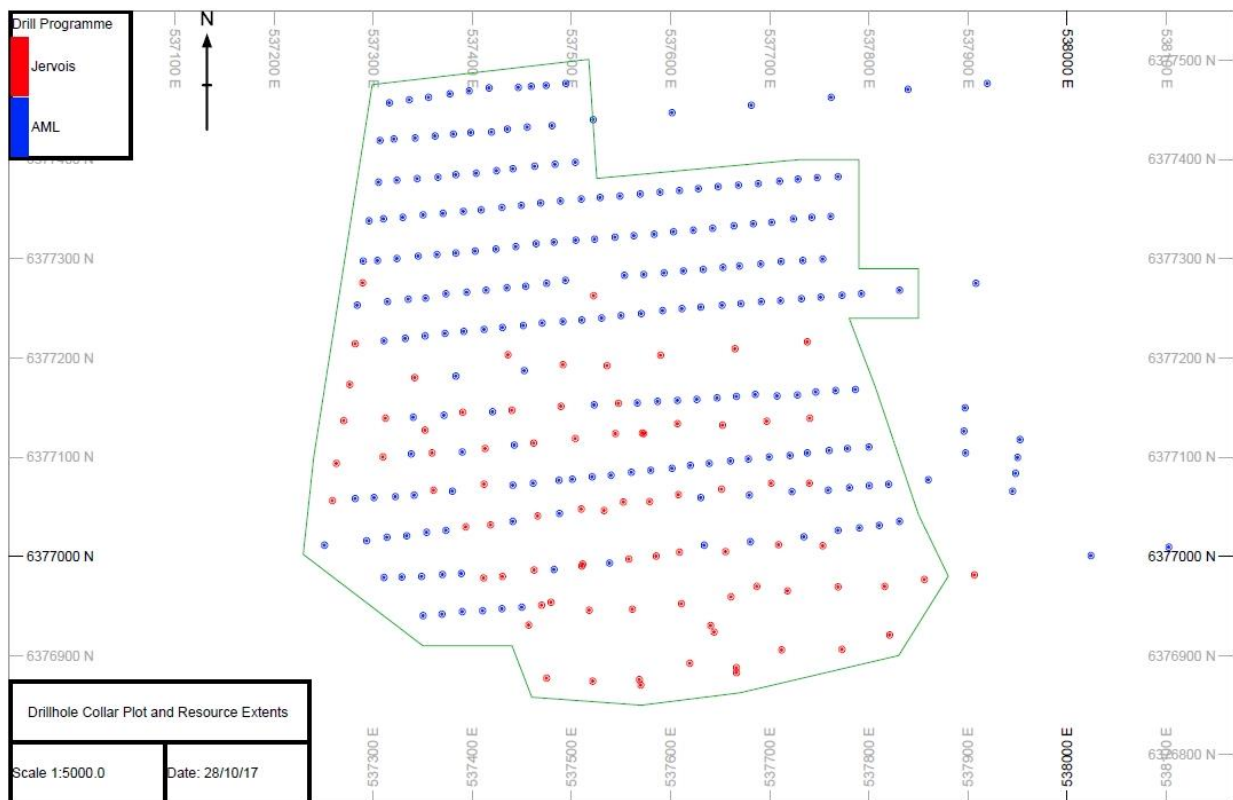 Drill Programme
Jervois
AML
N
537100 E
537200 E
537300 E
537400 E
537500 E
537600 E
537700 E
537800 E
537900 E
538000 E
6377500 N
6377400 N
6377400 N
6377300 N
6377300 N
6377200 N
6377200 N
6377100 N
6377100 N
6377000 N
6377000 N
6376900 N
6376900 N
6376800 N
Drillhole Collar Plot and Resource Extents
Scale 1:5000.0
Date: 28/10/17
537300 E
537400 E
537500 E
537600 E
537700 E
537800 E
537900 E
538000 E